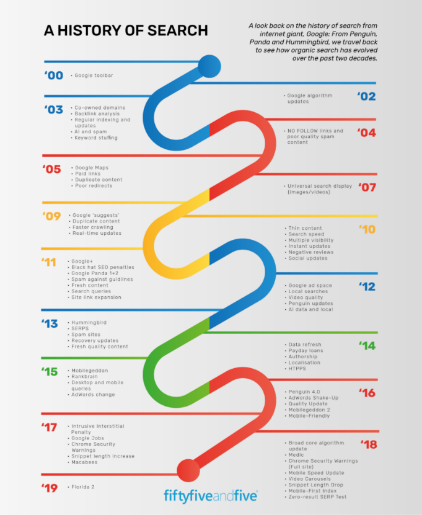 A HISTORY OF SEARCH
A look back on the history of search from
internet giant, Google: From Penguin,
Panda and Hummingbird, we travel back
to see how organic search has evolved
over the past two decades.
'00
• Google toolbar
• Google algorithm
updates
'02
'03
• Co-owned domains
• Backlink analysis
• Regular indexing and
updates
• AI and spam
• Keyword stuffing
• NO FOLLOW links and
poor quality spam
content
'04
'05
• Google Maps
• Paid links
• Duplicate content
• Poor redirects
• Universal search display
(images/videos)
'07
'09
• Google 'suggests'
• Duplicate content
• Faster crawling
• Real-time updates
'10
• Thin content
• Search speed
• Multiple visibility
• Instant updates
• Negative reviews
• Social updates
'11
• Google+
• Black hat SEO penalties
• Google Panda 1+3
• Spam against guidelines
• Fresh content
• Search queries
• Site link expansion
• Google ad space
• Local searches
• Video quality
• Penguin updates
• AI data and local
'12
'13
• Hummingbird
• SERPS
• Spam sites
• Recovery updates
• Fresh quality content
• Data refresh
• Payday loans
• Authorship
• Localisation
• HTPPS
'14
'15
• Mobilegeddon
• Rankbrain
• Desktop and mobile
queries
• AdWords change
• Penguin 4.0
• AdWords Shake-Up
• Quality Update
• Mobilegeddon 2
• Mobile-Friendly
'16
'17
• Intrusive Interstitial
Penalty
• Google Jobs
• Chrome Security
Warnings
• Snippet length increase
• Maccabees
• Broad core algorithm
update
• Medic
• Chrome Security Warnings
(Full site)
• Mobile Speed Update
• Video Carousels
• Snippet Length Drop
• Mobile-First Index
• Zero-result SERP Test
'18
'19
• Florida 2
fiftyfiveandfive